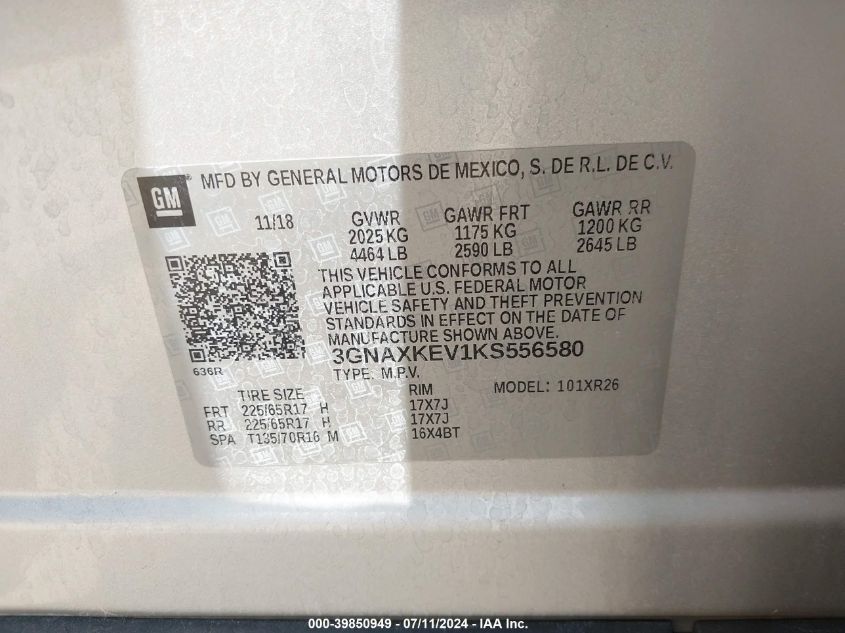 GM MFD BY GENERAL MOTORS DE MEXICO, S. DE R.L. DE C.V.
11/18 GVWR GAWR FRT GAWR RR
2025 KG 1175 KG 1200 KG
4464 LB 2590 LB 2645 LB
THIS VEHICLE CONFORMS TO ALL
APPLICABLE U.S. FEDERAL MOTOR
VEHICLE SAFETY AND THEFT PREVENTION
STANDARDS IN EFFECT ON THE DATE OF
MANUFACTURE SHOWN ABOVE.
3GNAXKEV1KS556580
636R TYPE: M.P.V. MODEL: 101XR26
TIRE SIZE RIM
FRT 225/65R17 H 17X7J
RR 225/65R17 H 17X7J
SPA T135/70R16 M 16X4BT
000-39850949 - 07/11/2024 - IAA Inc.